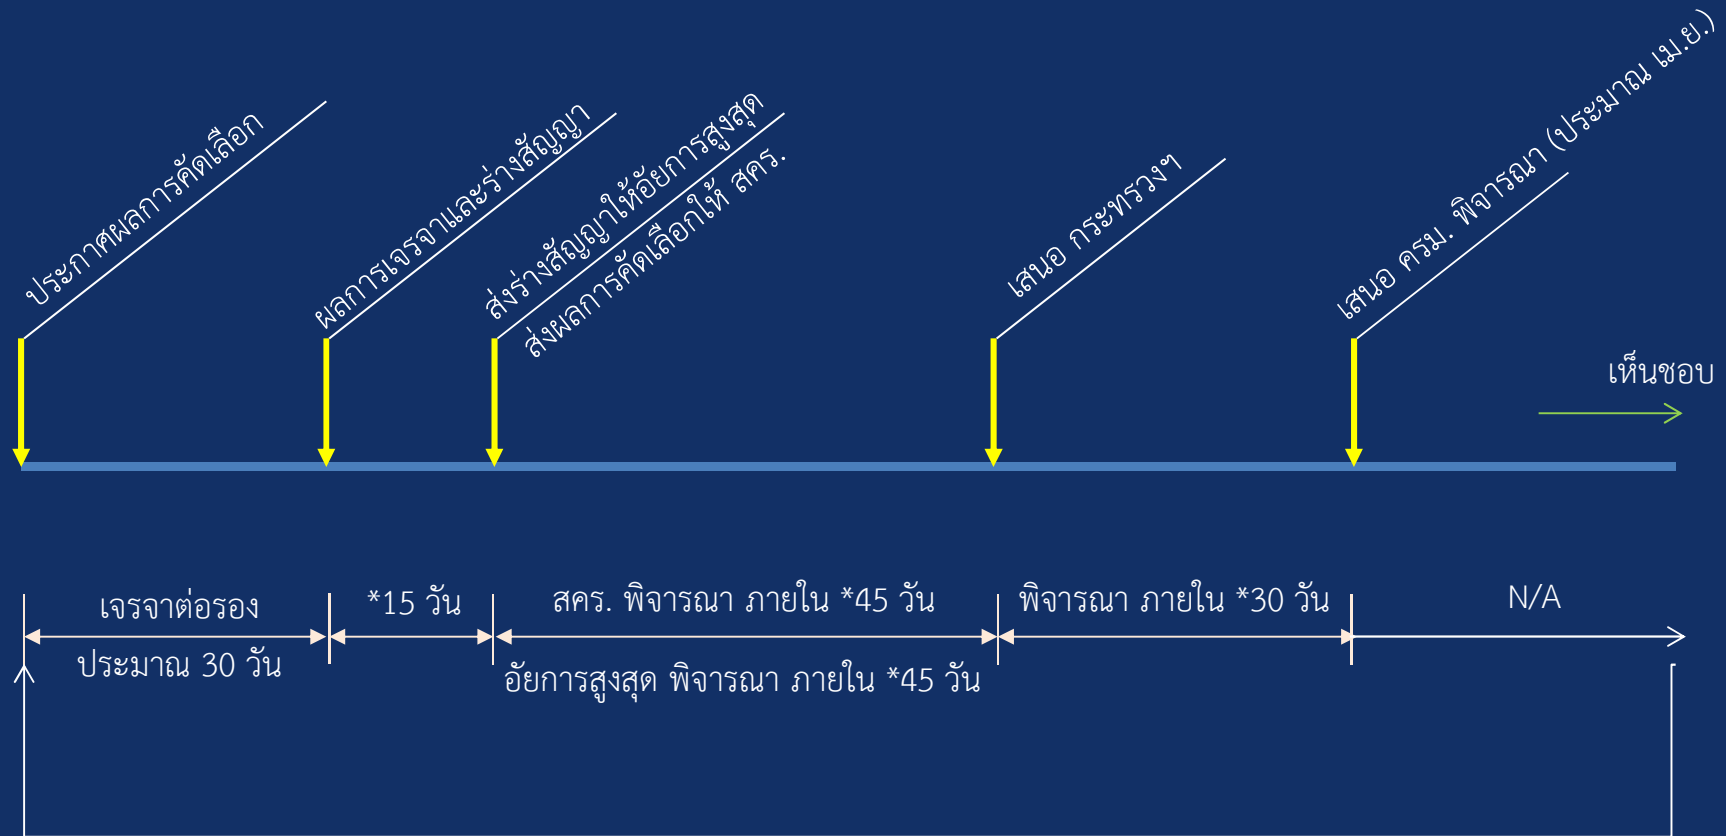 ประกาศผลการคัดเลือก
ผลการเจรจาและร่างสัญญา
ส่งร่างสัญญาให้อัยการสูงสุด
ส่งผลการคัดเลือกให้ สคร.
เสนอ กระทรวงฯ
เสนอ ครม. พิจารณา (ประมาณ เม.ย.)
เห็นชอบ
เจรจาต่อรอง
ประมาณ 30 วัน
*15 วัน
สคร. พิจารณา ภายใน *45 วัน
อัยการสูงสุด พิจารณา ภายใน *45 วัน
พิจารณา ภายใน *30 วัน
N/A